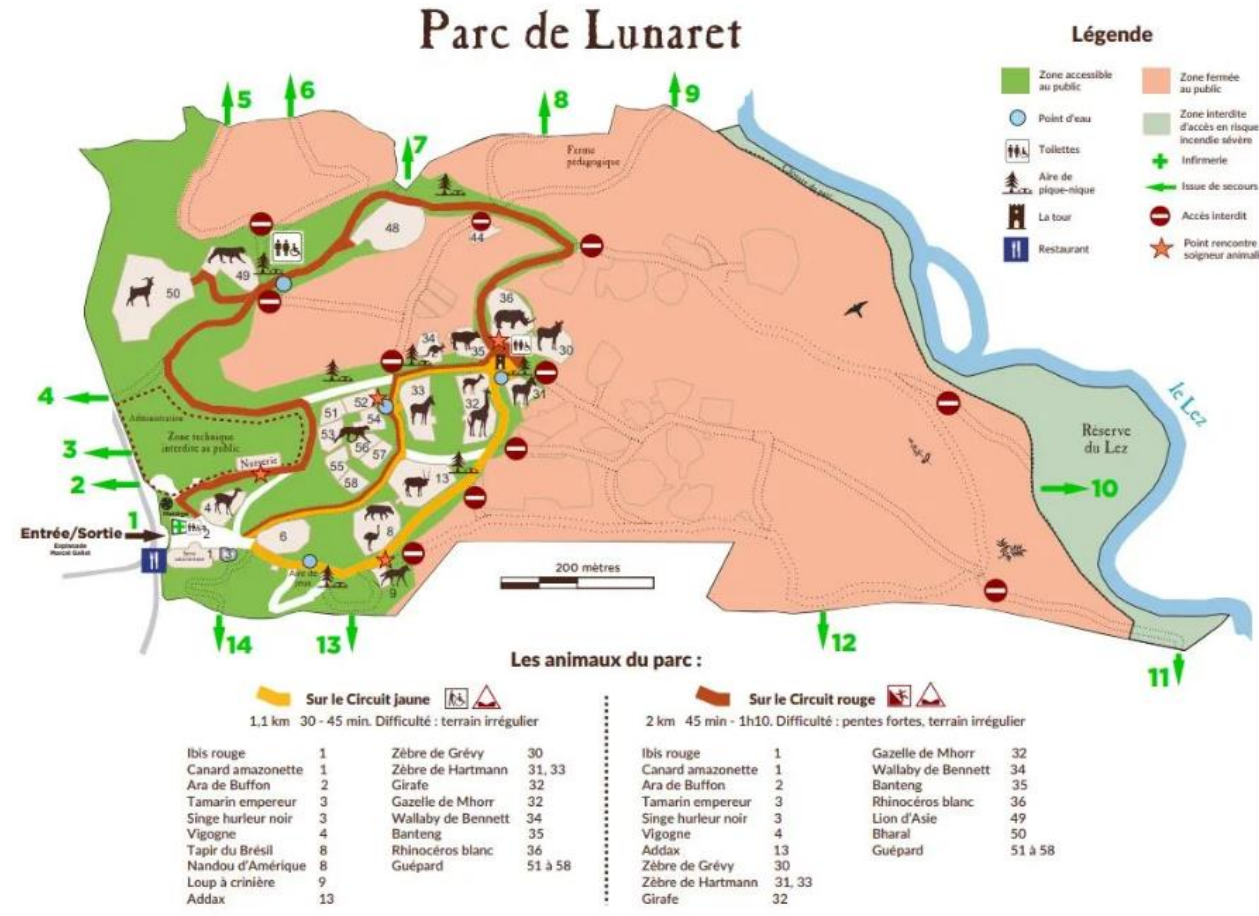 Parc de Lunaret
Légende
Zone accessible
au public
Zone fermée
au public
Point d'eau
Zone interdite
d'accès en risque
incendie sévère
Toilettes
Infirmerie
Aire de
pique-nique
Issue de secours
La tour
Accès interdit
Restaurant
Point rencontre
soigneur animali
5
6
7
8
9
Ferme
pédagogique
48
44
49
50
36
34
35
30
31
4
Administration
Zone technique
interdite au public
3
2
51
52
53
54
55
56
57
58
33
32
13
Réserve
du Lez
le Lez
10
4
1
2
Entrée/Sortie
Esplanade
1
3
6
8
9
Aire de
jeux
200 mètres
14
13
12
11
Les animaux du parc :
Sur le Circuit jaune
1,1 km 30 - 45 min. Difficulté : terrain irrégulier
Ibis rouge 1
Canard amazonette 1
Ara de Buffon 2
Tamarin empereur 3
Singe hurleur noir 3
Vigogne 4
Tapir du Brésil 8
Nandou d'Amérique 8
Loup à crinière 9
Addax 13
Zèbre de Grévy 30
Zèbre de Hartmann 31, 33
Girafe 32
Gazelle de Mhorr 32
Wallaby de Bennett 34
Banteng 35
Rhinocéros blanc 36
Guépard 51 à 58
Sur le Circuit rouge
2 km 45 min - 1h10. Difficulté : pentes fortes, terrain irrégulier
Ibis rouge 1
Canard amazonette 1
Ara de Buffon 2
Tamarin empereur 3
Singe hurleur noir 3
Vigogne 4
Addax 13
Zèbre de Grévy 30
Zèbre de Hartmann 31, 33
Girafe 32
Gazelle de Mhorr 32
Wallaby de Bennett 34
Banteng 35
Rhinocéros blanc 36
Lion d'Asie 49
Bharal 50
Guépard 51 à 58